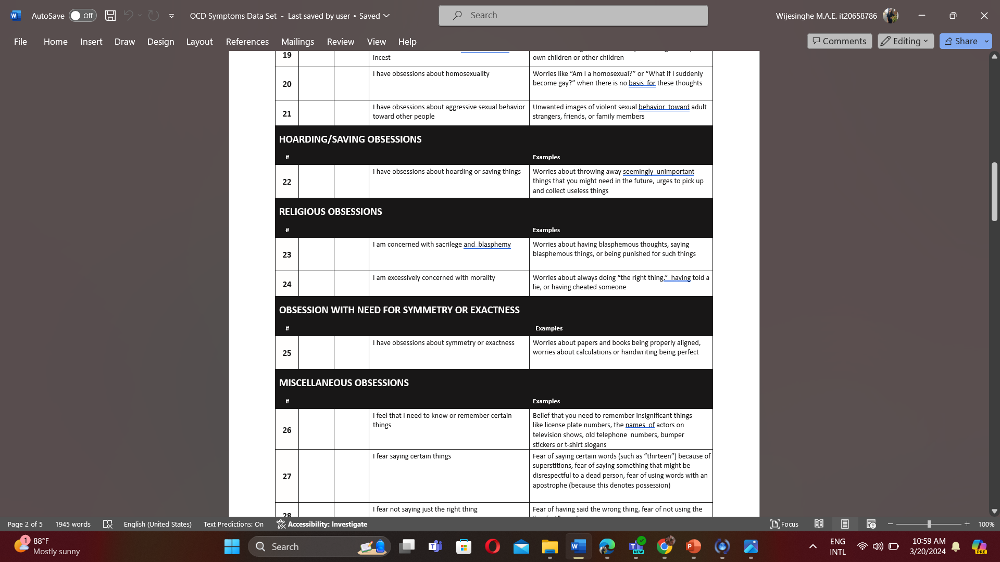 AutoSave Off OCD Symptoms Data Set - Last saved by user • Saved Search Wijesinghe M.A.E. it20658786
File Home Insert Draw Design Layout References Mailings Review View Help Comments Editing Share
19 incest own children or other children
20 I have obsessions about homosexuality Worries like “Am I a homosexual?” or “What if I suddenly
become gay?” when there is no basis for these thoughts
21 I have obsessions about aggressive sexual behavior Unwanted images of violent sexual behavior toward adult
toward other people strangers, friends, or family members
HOARDING/SAVING OBSESSIONS
# Examples
22 I have obsessions about hoarding or saving things Worries about throwing away seemingly unimportant
things that you might need in the future, urges to pick up
and collect useless things
RELIGIOUS OBSESSIONS
# Examples
23 I am concerned with sacrilege and blasphemy Worries about having blasphemous thoughts, saying
blasphemous things, or being punished for such things
24 I am excessively concerned with morality Worries about always doing “the right thing,” having told a
lie, or having cheated someone
OBSESSION WITH NEED FOR SYMMETRY OR EXACTNESS
# Examples
25 I have obsessions about symmetry or exactness Worries about papers and books being properly aligned,
worries about calculations or handwriting being perfect
MISCELLANEOUS OBSESSIONS
# Examples
26 I feel that I need to know or remember certain Belief that you need to remember insignificant things
things like license plate numbers, the names of actors on
television shows, old telephone numbers, bumper
stickers or t-shirt slogans
27 I fear saying certain things Fear of saying certain words (such as “thirteen”) because of
superstitions, fear of saying something that might be
disrespectful to a dead person, fear of using words with an
apostrophe (because this denotes possession)
28 I fear not saying just the right thing Fear of having said the wrong thing, fear of not using the
Page 2 of 5 1945 words English (United States) Text Predictions: On Accessibility: Investigate Focus 100%
1 88°F Search NEW ENG 10:59 AM
Mostly sunny INTL 3/20/2024 PRE